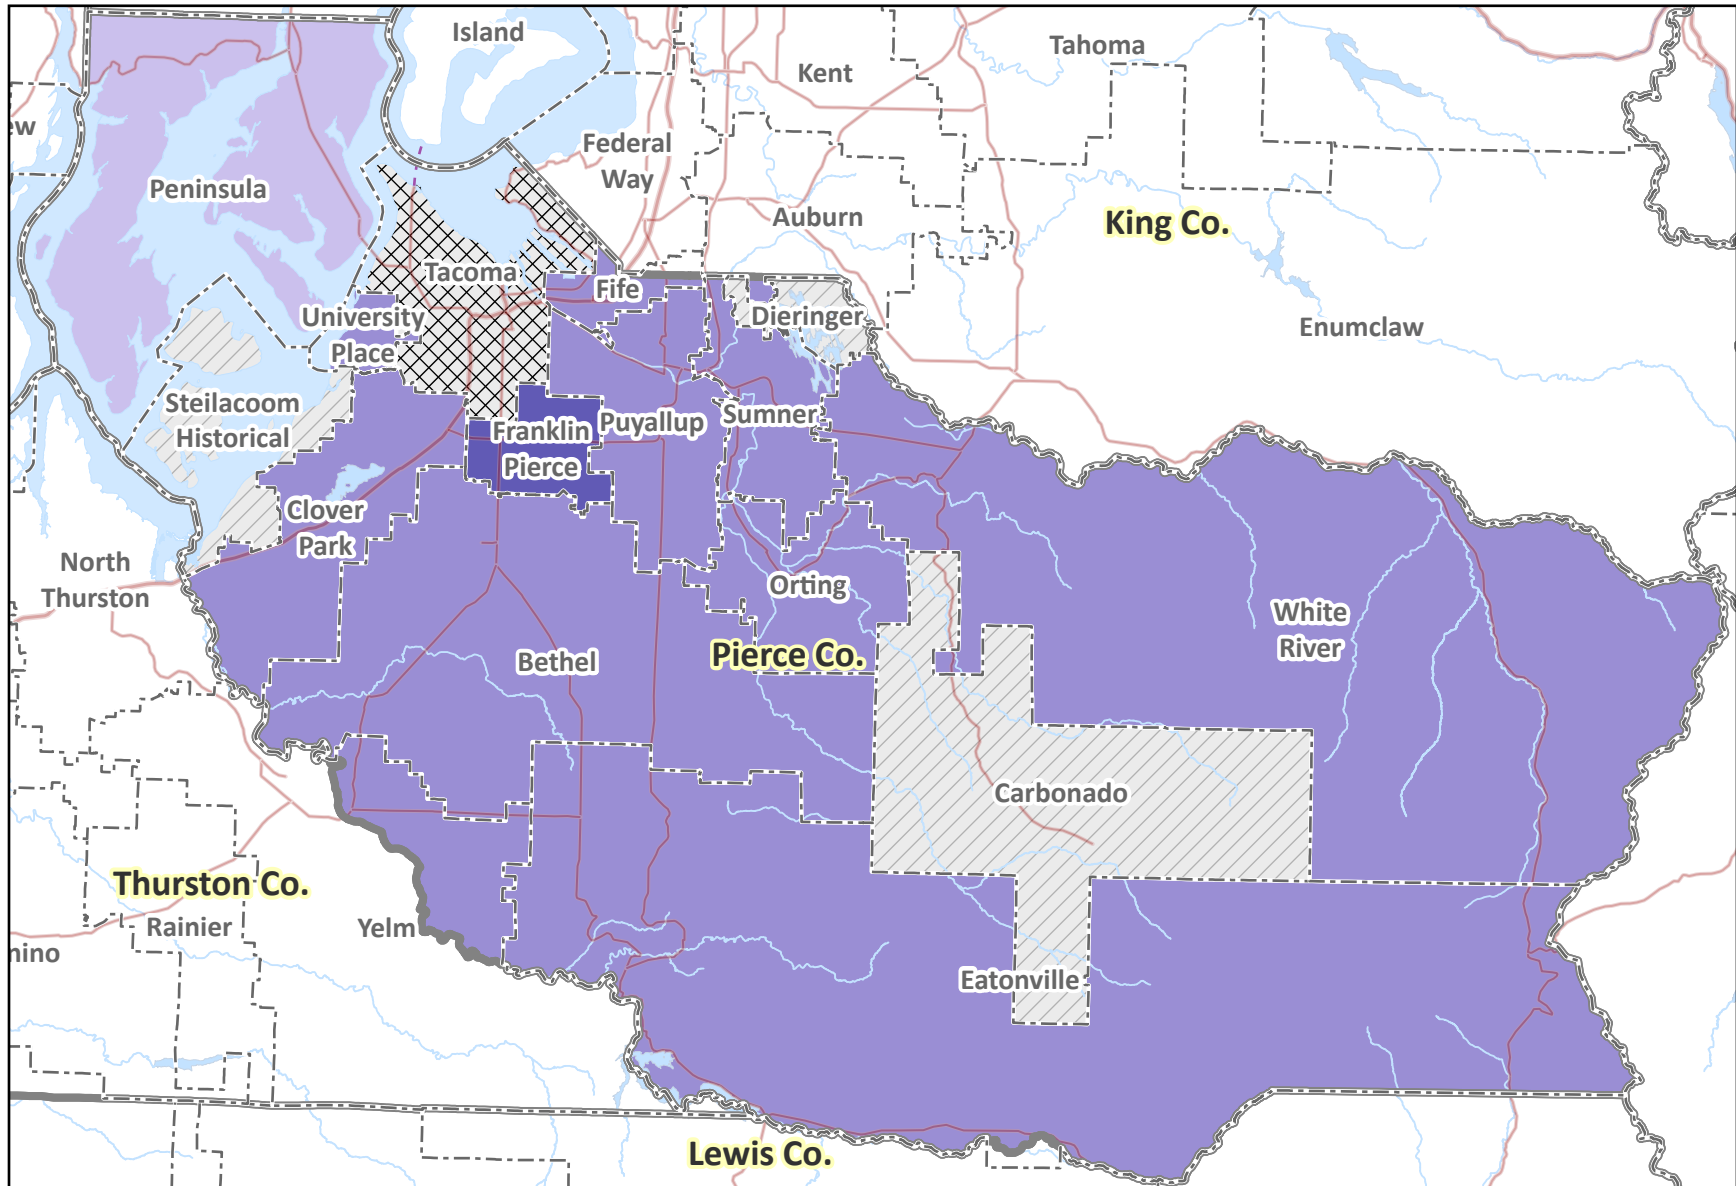 Island
Tahoma
Kent
ew
Federal
Way
Peninsula
Auburn
King Co.
Tacoma
Fife
University
Dieringer
Enumclaw
Place
Steilacoom
Historical
Franklin
Pierce
Puyallup
Sumner
Clover
Park
North
Thurston
Orting
White
River
Bethel
Pierce Co.
Carbonado
Thurston Co.
Rainier
Yelm
nino
Eatonville
Lewis Co.